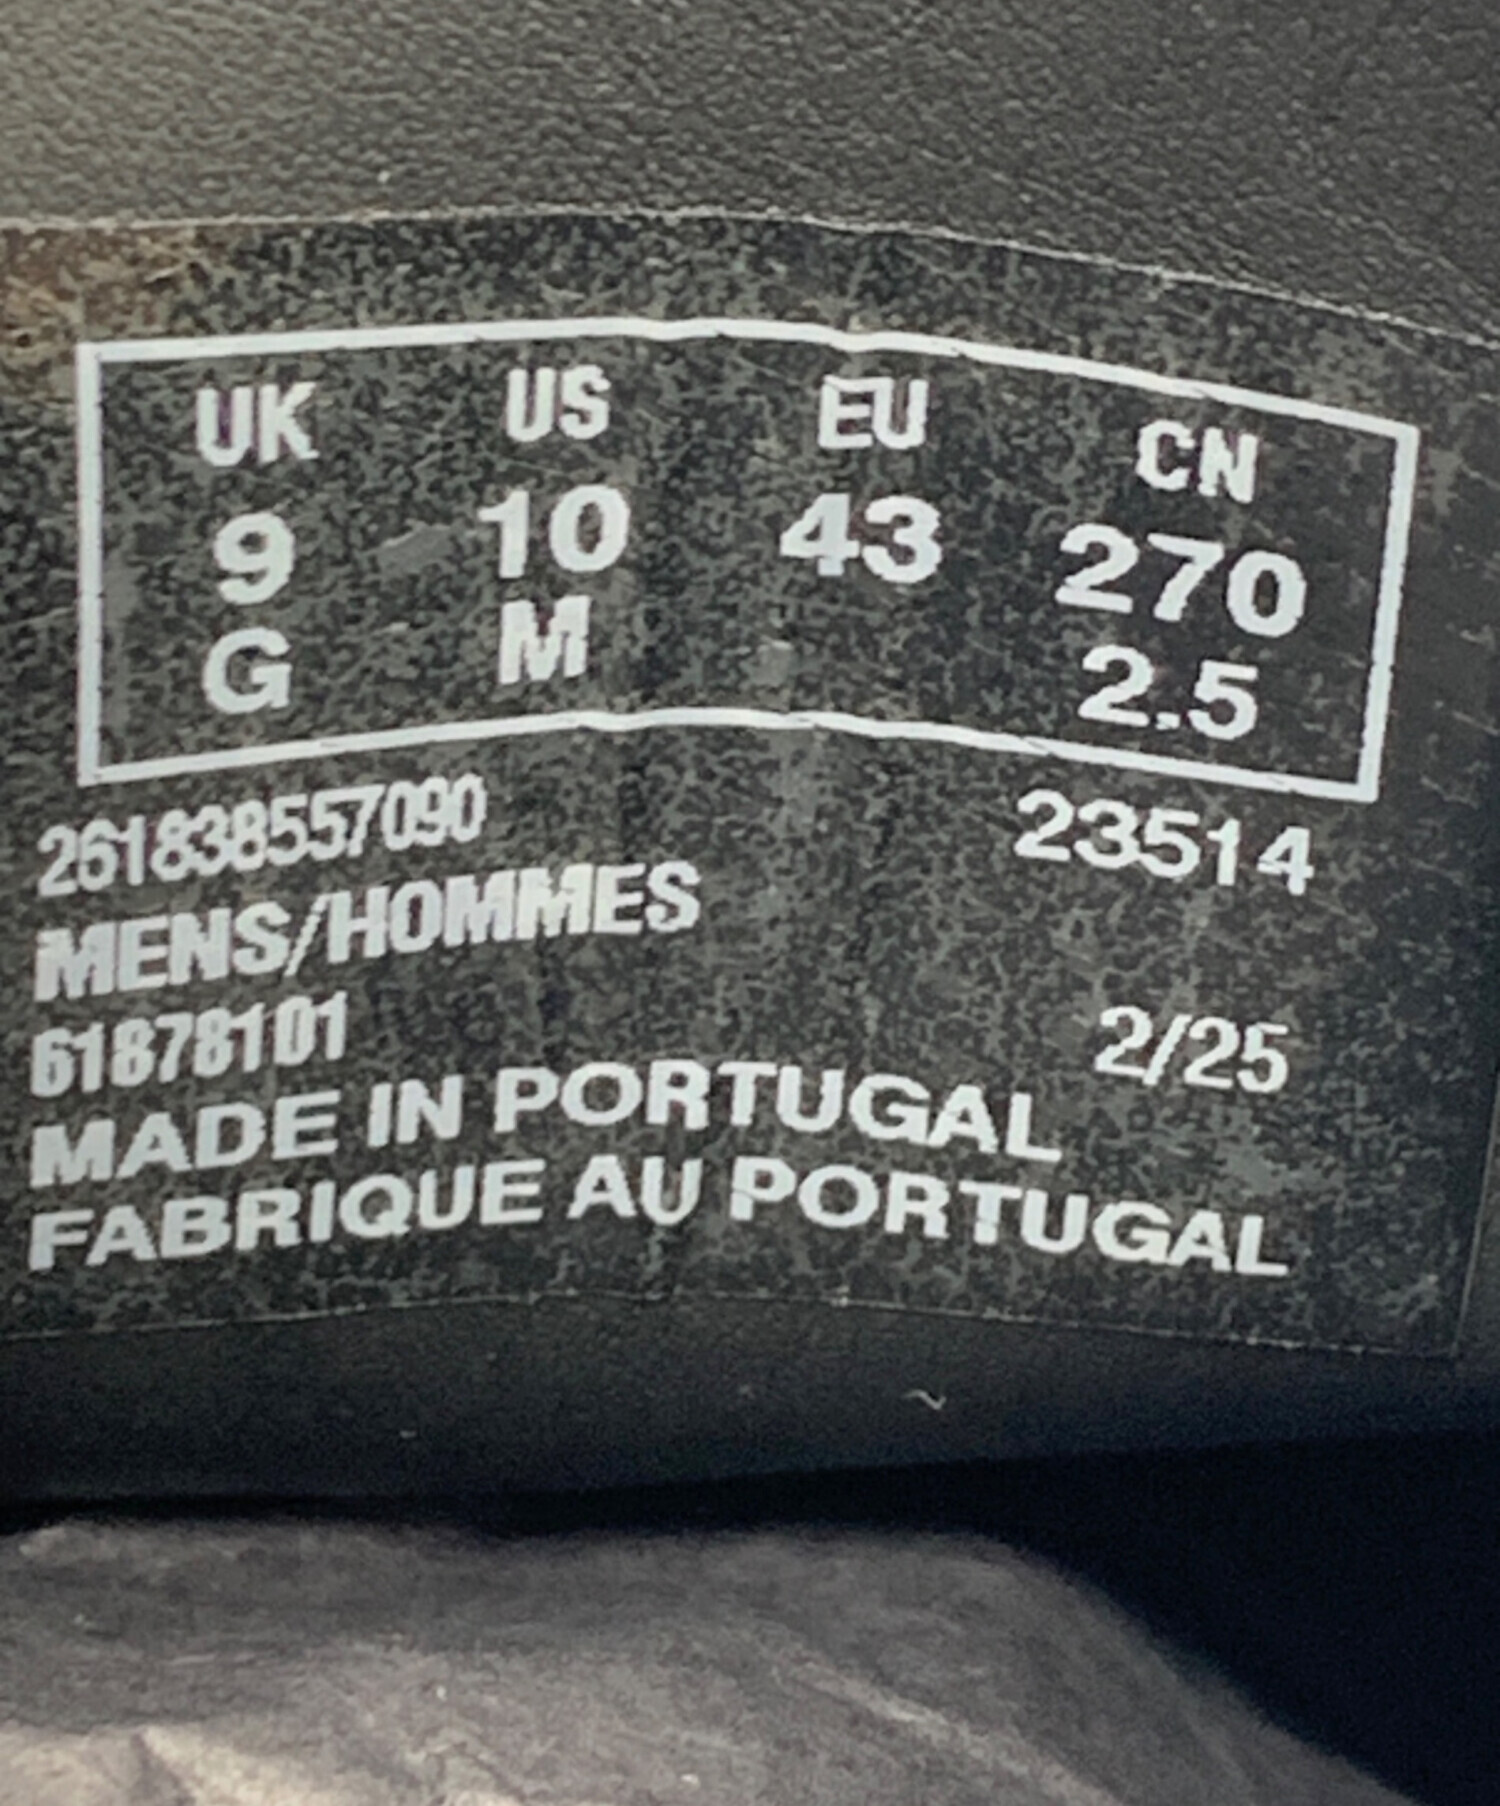 UK US EU CN
9 10 43 270
G M 2.5
261838557090 23514
MENS/HOMMES
61878101 2/25
MADE IN PORTUGAL
FABRIQUE AU PORTUGAL